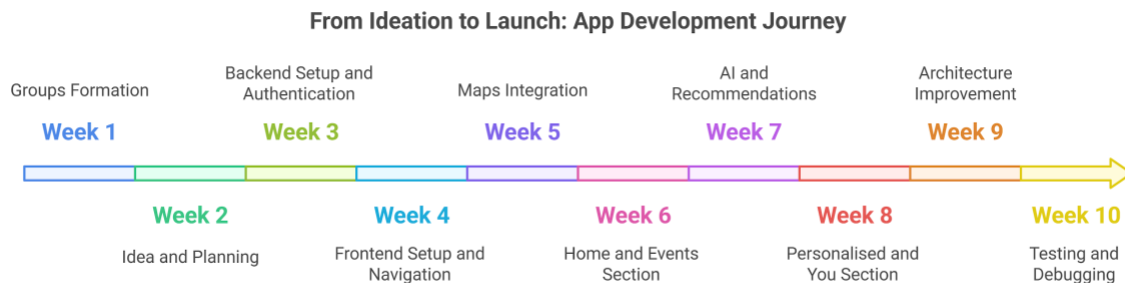 From Ideation to Launch: App Development Journey
Groups Formation
Week 1
Week 2
Idea and Planning
Backend Setup and
Authentication
Week 3
Week 4
Frontend Setup and
Navigation
Maps Integration
Week 5
Week 6
Home and Events
Section
AI and
Recommendations
Week 7
Week 8
Personalised and
You Section
Architecture
Improvement
Week 9
Week 10
Testing and
Debugging